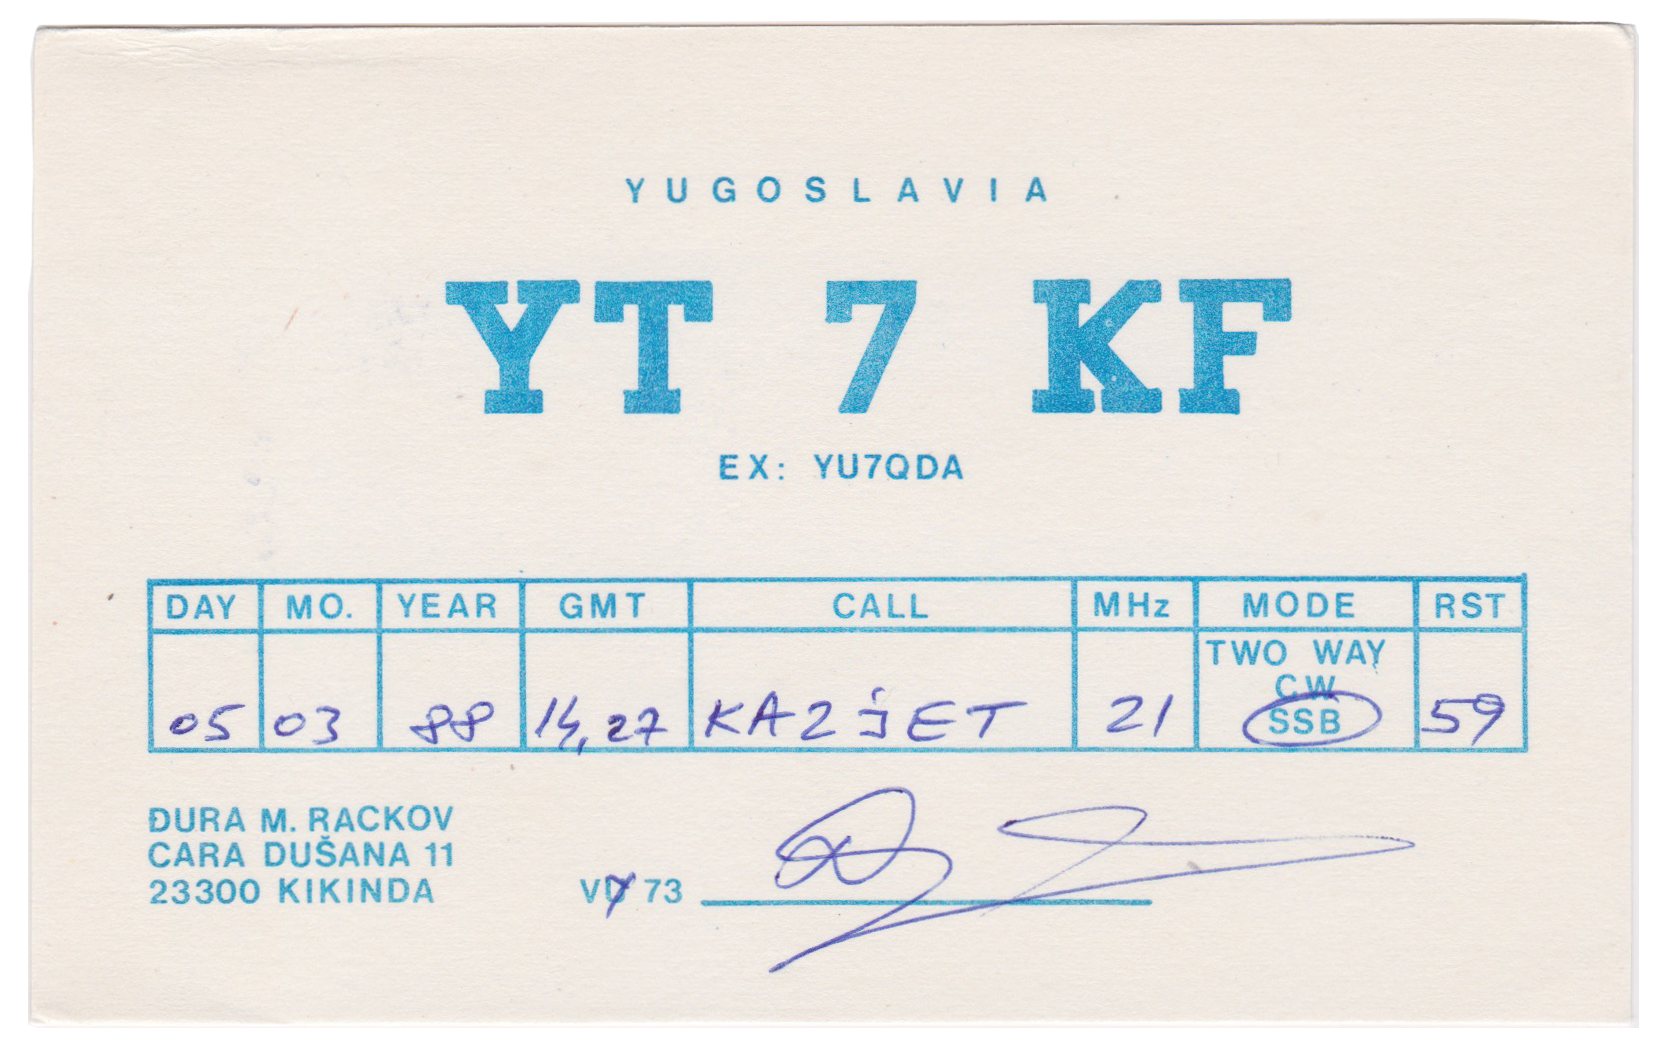 YUGOSLAVIA
YT 7 KF
EX: YU7QDA
DAY MO. YEAR GMT CALL MHz MODE RST
TWO WAY
CW
05 03 88 14,27 KA2jET 21 SSB 59
ĐURA M. RACKOV
CARA DUŠANA 11
23300 KIKINDA
VY 73